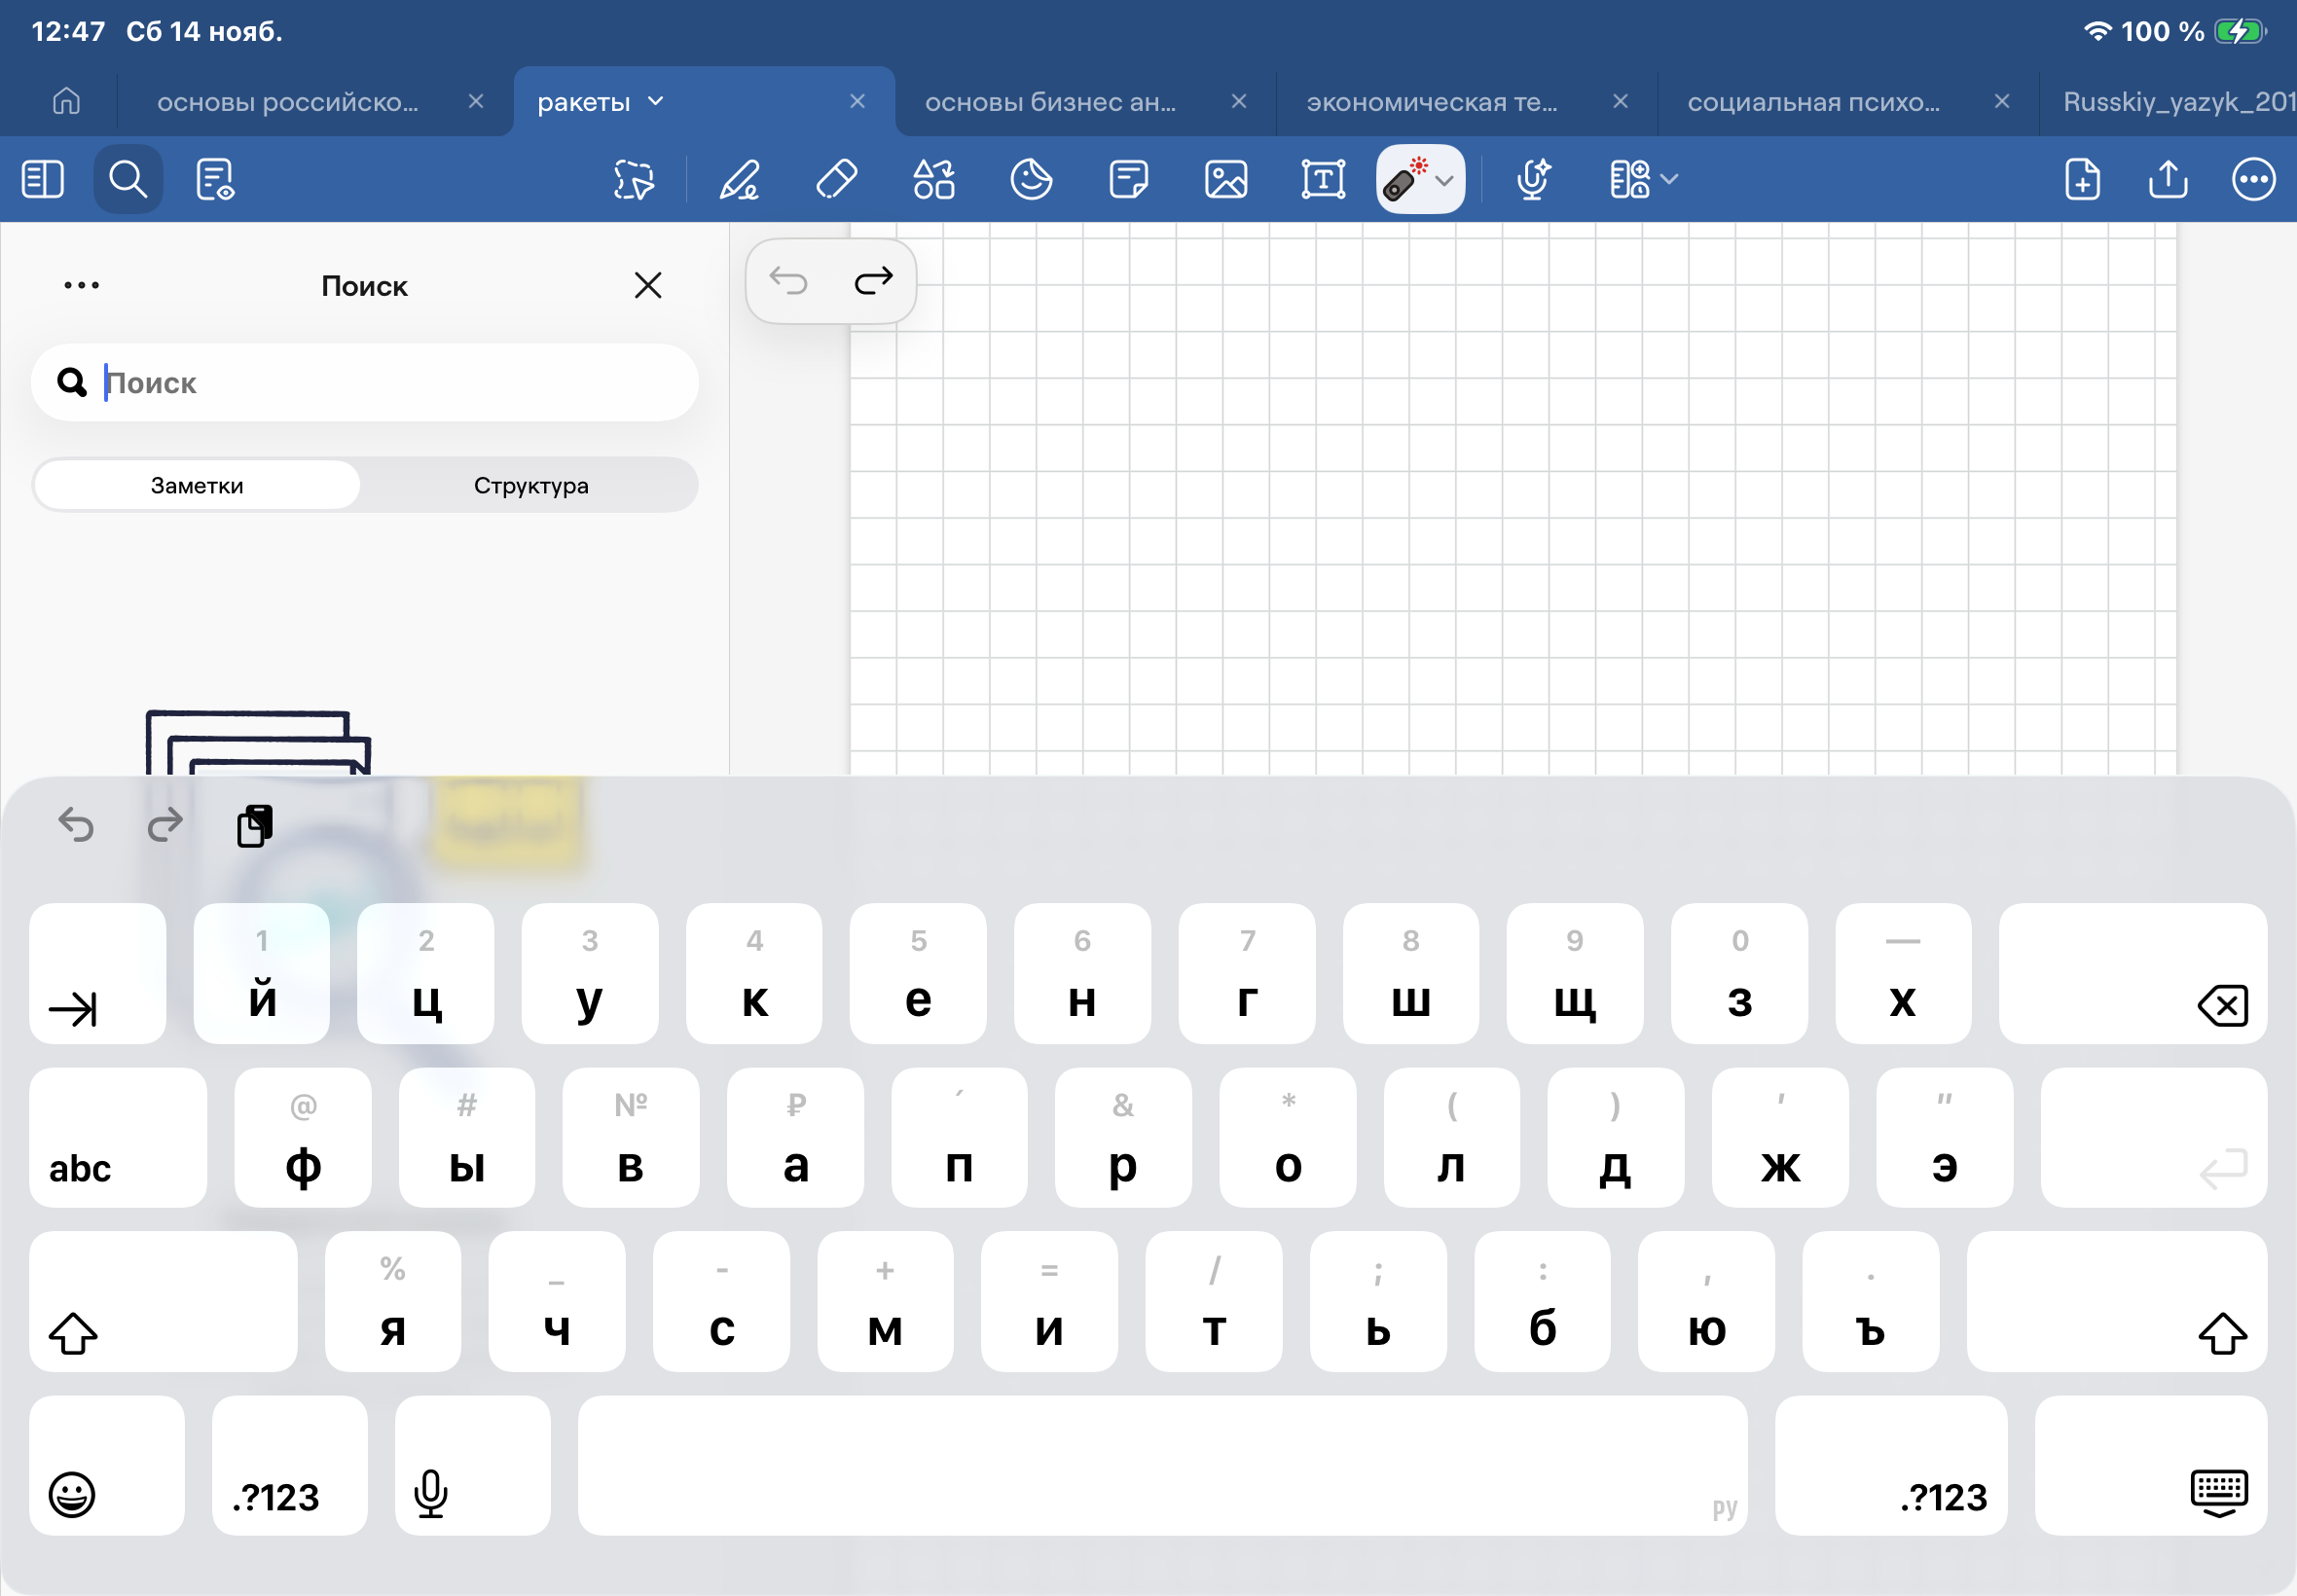 12:47 Сб 14 нояб. 100 %
основы российско... ракеты основы бизнес ан... экономическая те... социальная психо... Russkiy_yazyk_201
Поиск
Поиск
Заметки Структура
1 2 3 4 5 6 7 8 9 0 —
й ц у к е н г ш щ з х
@ # № ₽ ´ & * ( ) ' "
abc ф ы в а п р о л д ж э
% _ - + = / ; : , .
я ч с м и т ь б ю ъ
.?123 РУ .?123